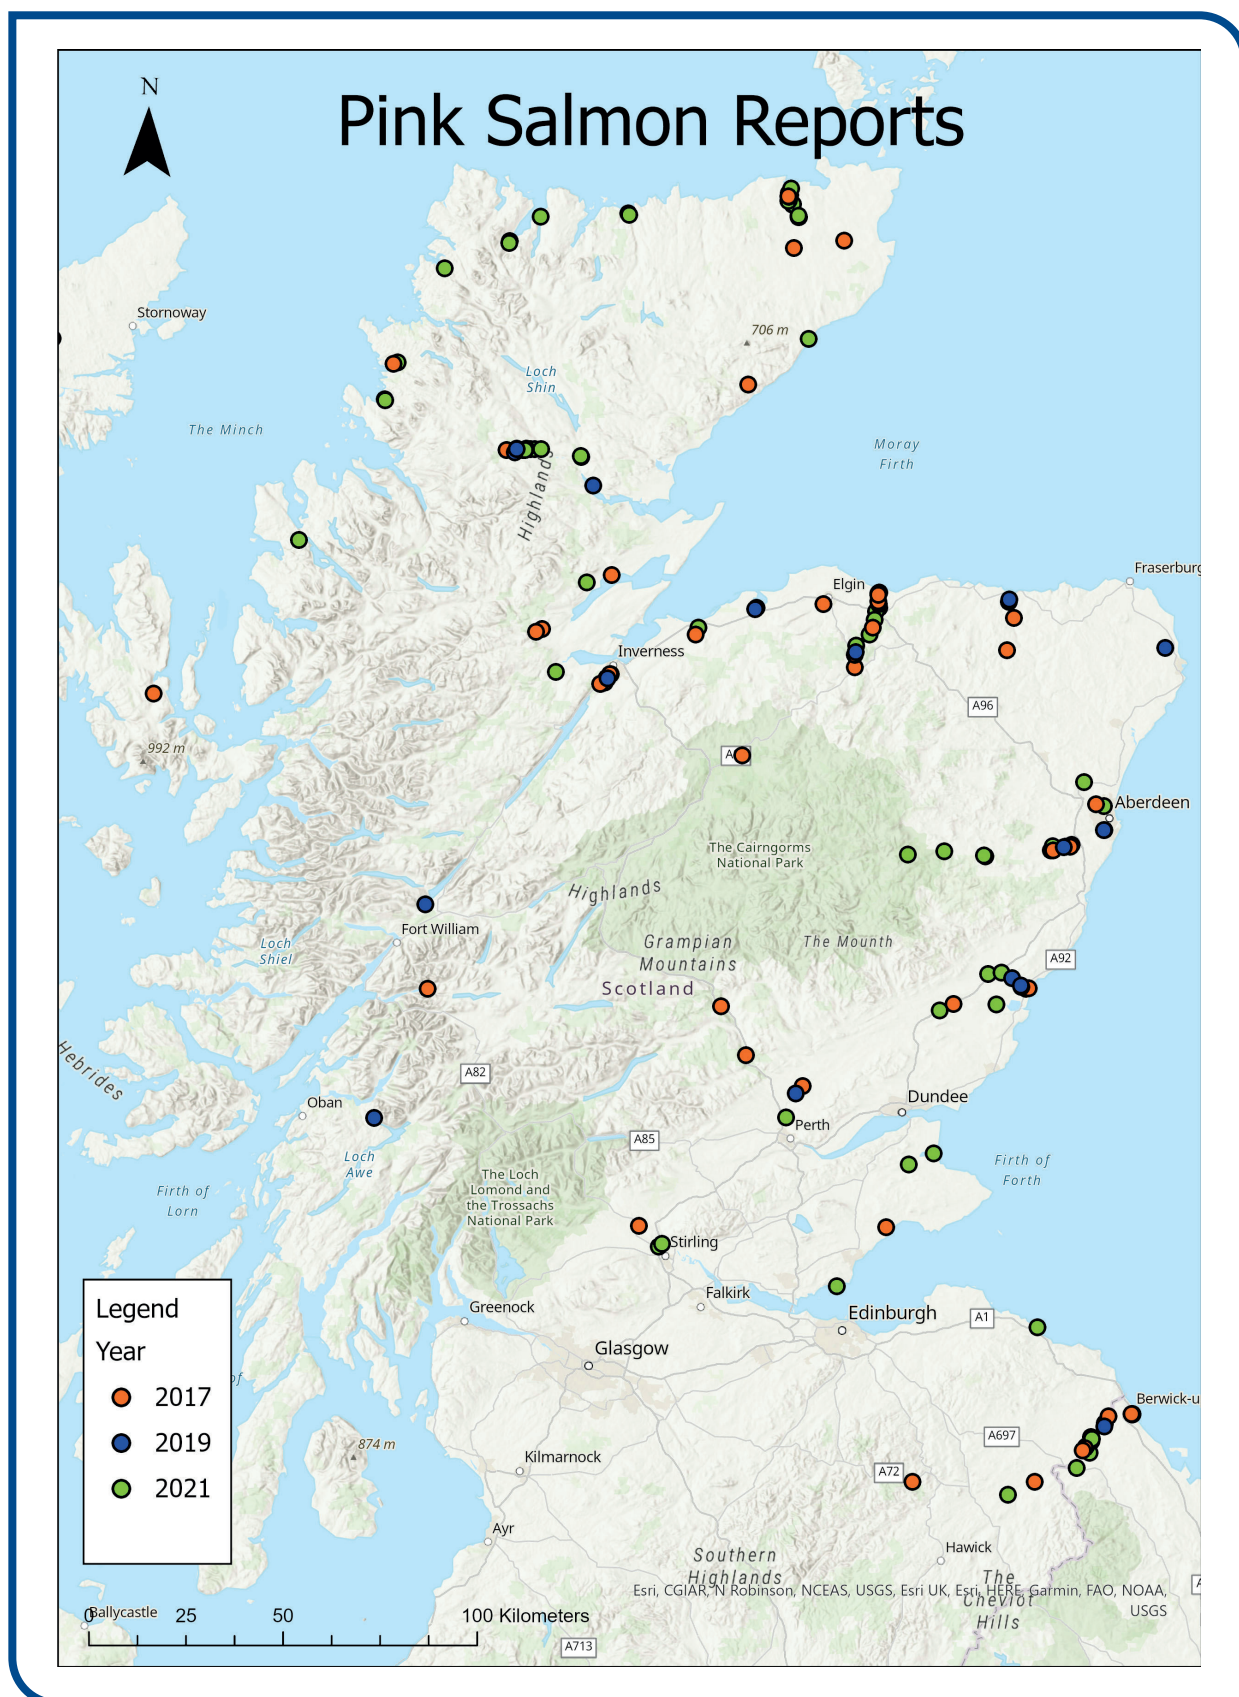 N
Pink Salmon Reports
Stornoway
706 m
Loch
Shin
The Minch
Moray
Firth
Highlands
Fraserburg
Elgin
Inverness
A96
992 m
Aberdeen
The Cairngorms
National Park
Highlands
Fort William
Grampian
Mountains
The Mounth
Loch
Shiel
A92
Scotland
Hebrides
A82
Oban
Dundee
Perth
A85
Loch
Awe
Firth of
Forth
The Loch
Lomond and
the Trossachs
National Park
Firth of
Lorn
Stirling
Falkirk
Greenock
Edinburgh
A1
Glasgow
Legend
Year
2017
2019
2021
of
Berwick-u
874 m
A697
Kilmarnock
A72
Ayr
Hawick
Southern
Highlands
The
Cheviot
Hills
Esri, CGIAR, N Robinson, NCEAS, USGS, Esri UK, Esri, HERE, Garmin, FAO, NOAA,
USGS
Ballycastle
0 25 50 100 Kilometers
A713